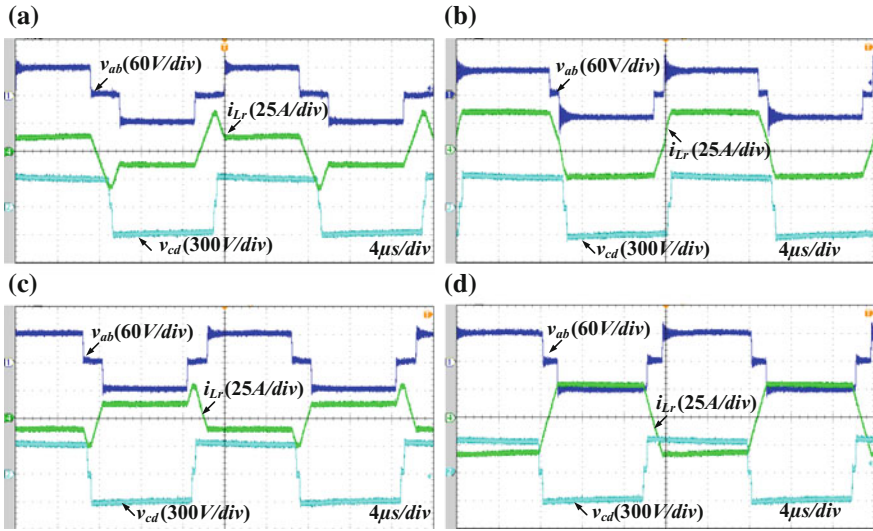 (a)
v_ab(60V/div)
i_Lr(25A/div)
v_cd(300V/div)
4μs/div
(b)
v_ab(60V/div)
i_Lr(25A/div)
v_cd(300V/div)
4μs/div
(c)
v_ab(60V/div)
i_Lr(25A/div)
v_cd(300V/div)
4μs/div
(d)
v_ab(60V/div)
i_Lr(25A/div)
v_cd(300V/div)
4μs/div